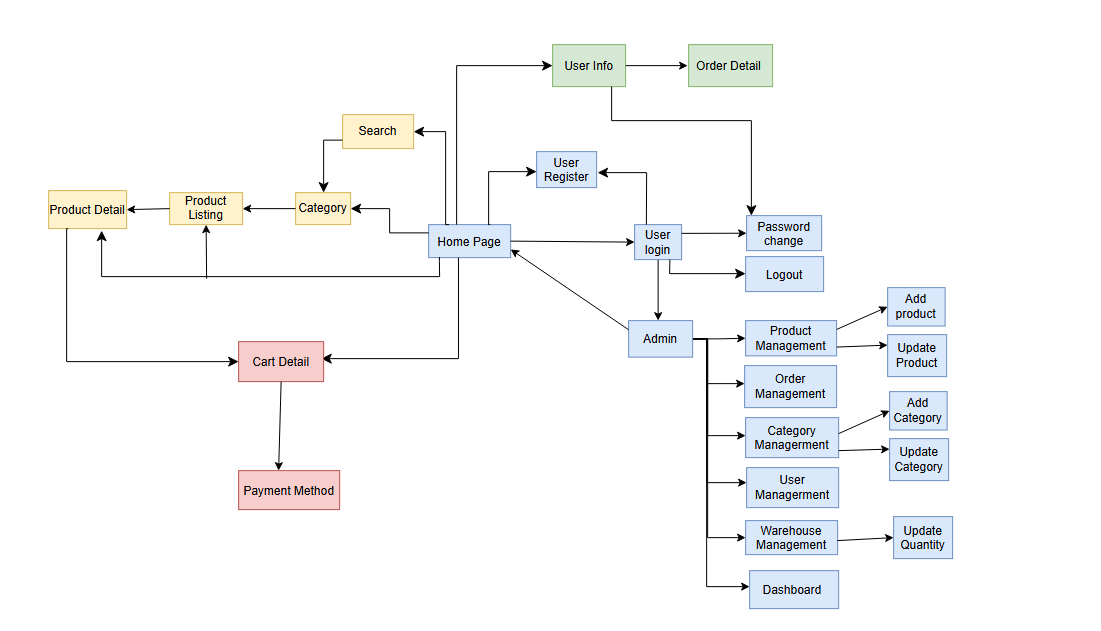 User Info
Order Detail
Search
User
Register
Product Detail
Product
Listing
Category
Home Page
User
login
Password
change
Logout
Admin
Product
Management
Add
product
Update
Product
Order
Management
Category
Managerment
Add
Category
Update
Category
User
Managerment
Warehouse
Management
Update
Quantity
Dashboard
Cart Detail
Payment Method